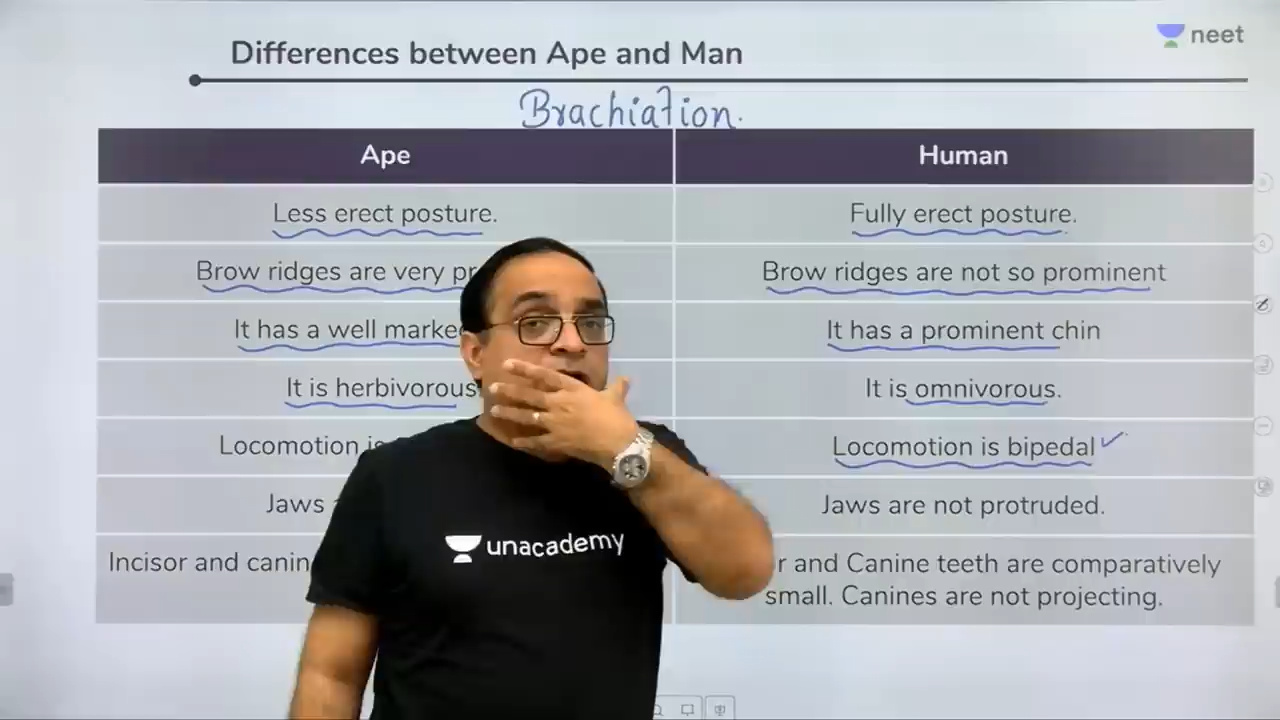 Differences between Ape and Man
neet
Brachiation.
Ape
Human
Less erect posture.
Fully erect posture.
Brow ridges are very
Brow ridges are not so prominent
It has a well
It has a prominent chin
It is herbivorous
It is omnivorous.
Locomotion is
Locomotion is bipedal
Jaws
Jaws are not protruded.
Incisor and
and Canine teeth are comparatively
small. Canines are not projecting.
unacademy